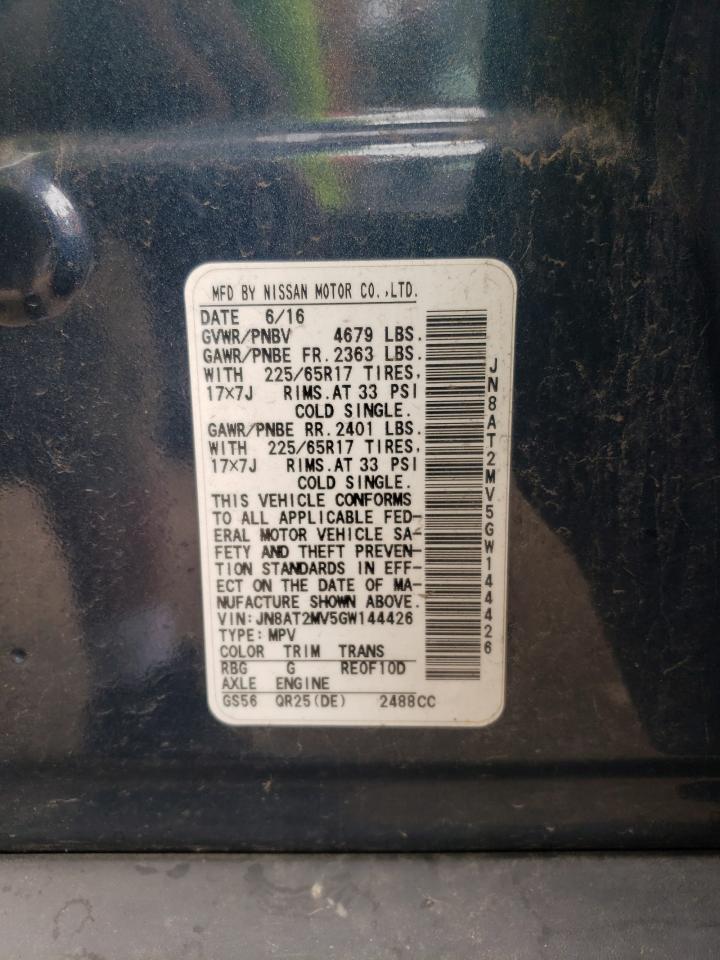 MFD BY NISSAN MOTOR CO.,LTD.
DATE 6/16
GVWR/PNBV 4679 LBS.
GAWR/PNBE FR. 2363 LBS.
WITH 225/65R17 TIRES,
17×7J RIMS.AT 33 PSI
COLD SINGLE.
GAWR/PNBE RR. 2401 LBS.
WITH 225/65R17 TIRES,
17×7J RIMS.AT 33 PSI
COLD SINGLE.
THIS VEHICLE CONFORMS
TO ALL APPLICABLE FED-
ERAL MOTOR VEHICLE SA-
FETY AND THEFT PREVEN-
TION STANDARDS IN EFF-
ECT ON THE DATE OF MA-
NUFACTURE SHOWN ABOVE.
VIN:JN8AT2MV5GW144426
TYPE:MPV
COLOR TRIM TRANS
RBG G RE0F10D
AXLE ENGINE
GS56 QR25(DE) 2488CC
JN8AT2MV5GW144426